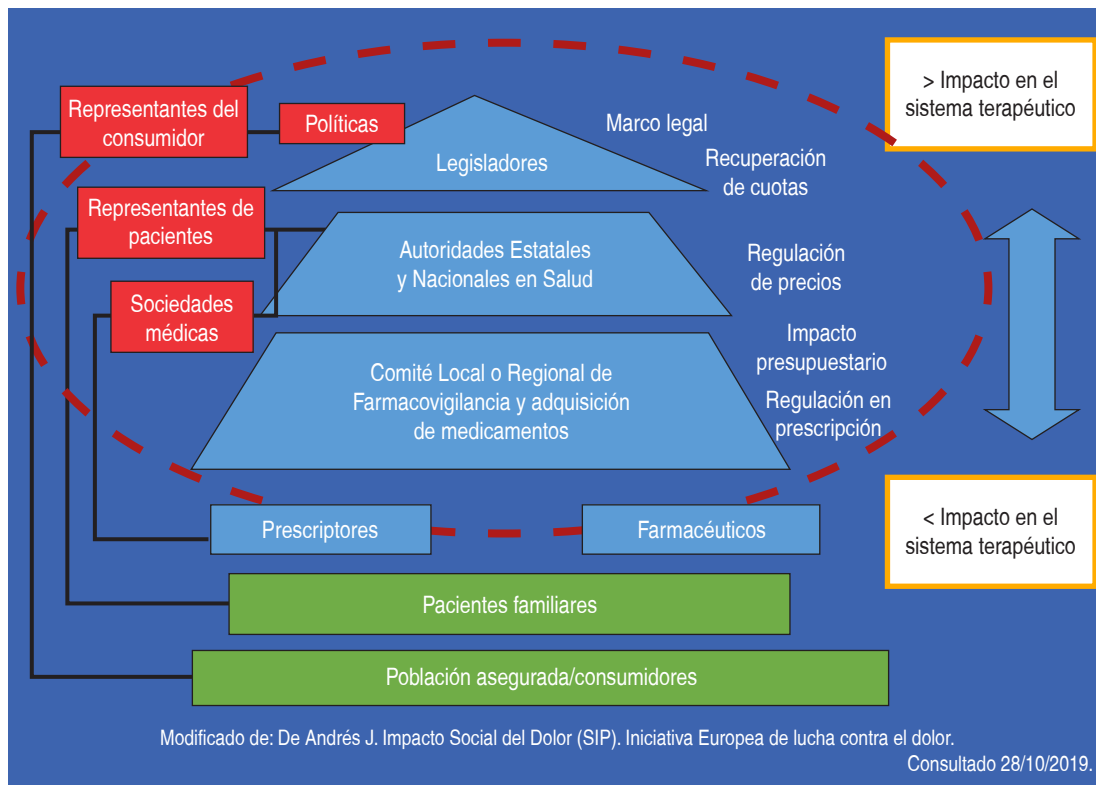 > Impacto en el
sistema terapéutico
Representantes del
consumidor
Políticas
Marco legal
Legisladores
Recuperación
de cuotas
Representantes de
pacientes
Autoridades Estatales
y Nacionales en Salud
Regulación
de precios
Sociedades
médicas
Impacto
presupuestario
Comité Local o Regional de
Farmacovigilancia y adquisición
de medicamentos
Regulación en
prescripción
Prescriptores
Farmacéuticos
< Impacto en el
sistema terapéutico
Pacientes familiares
Población asegurada/consumidores
Modificado de: De Andrés J. Impacto Social del Dolor (SIP). Iniciativa Europea de lucha contra el dolor.
Consultado 28/10/2019.